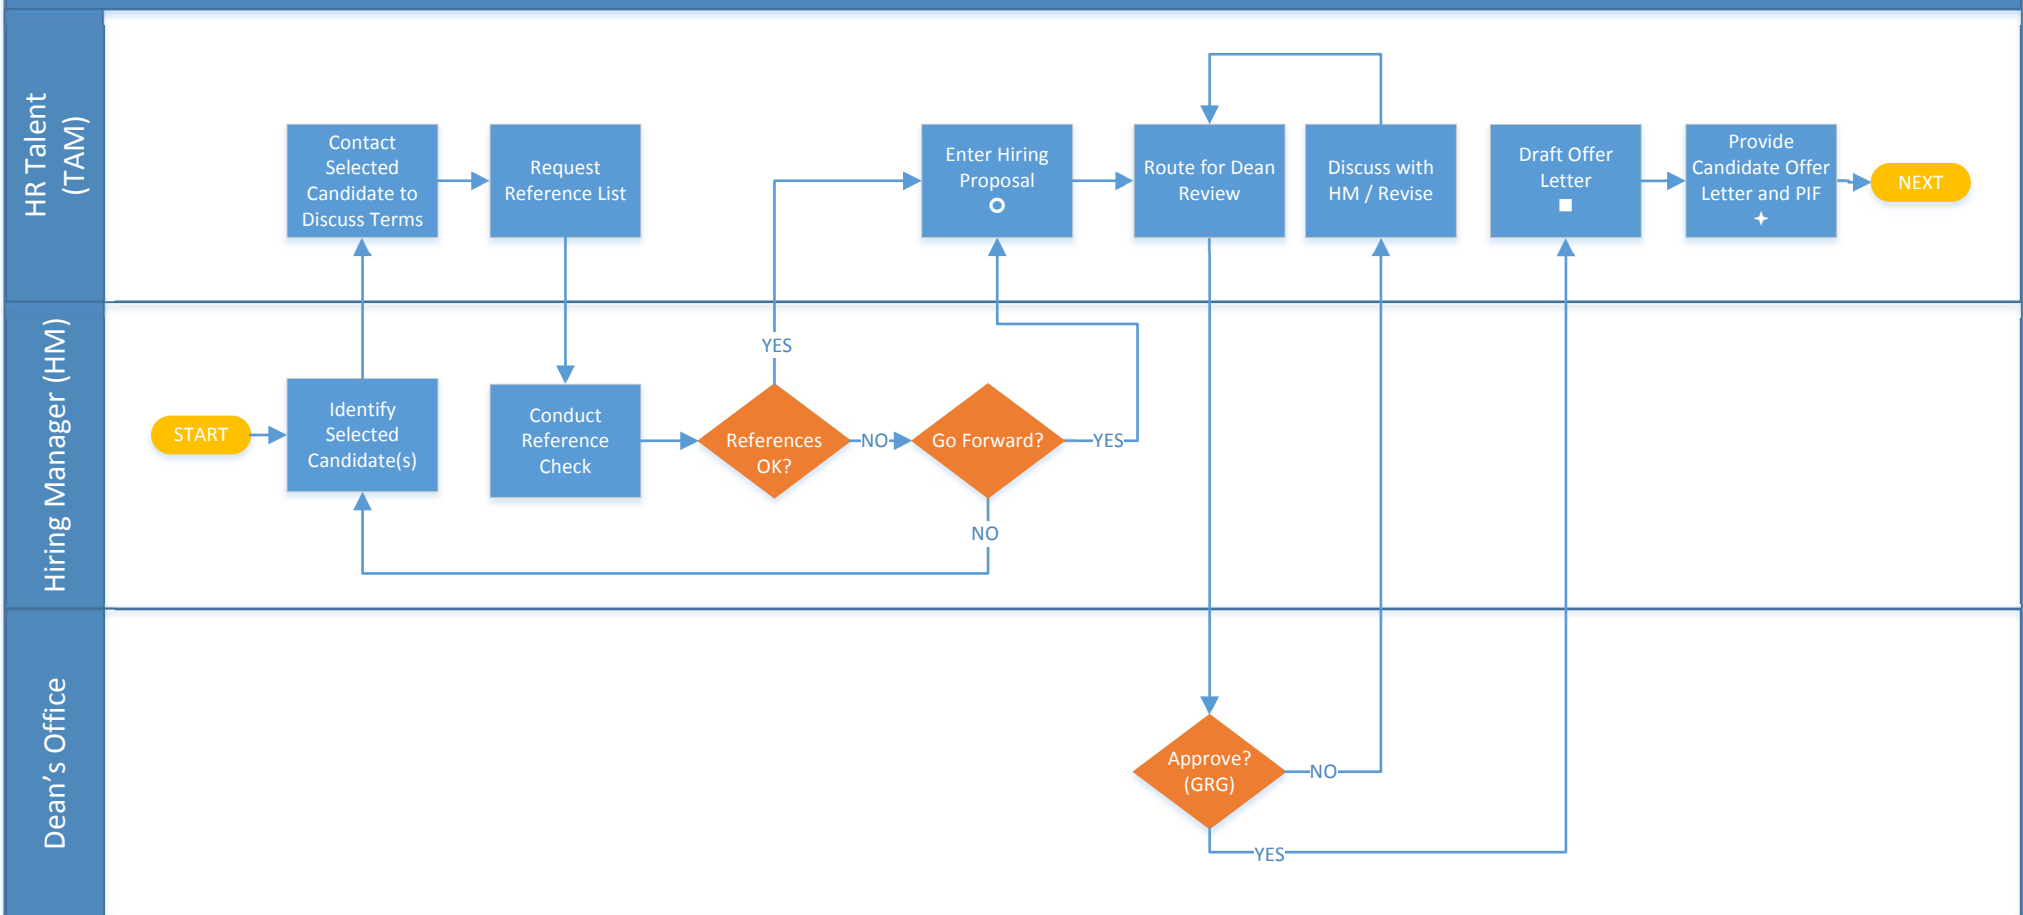 HR Talent
(TAM)
Contact
Selected
Candidate to
Discuss Terms
Request
Reference List
Enter Hiring
Proposal
Route for Dean
Review
Discuss with
HM / Revise
Draft Offer
Letter
Provide
Candidate Offer
Letter and PIF
NEXT
Hiring Manager (HM)
START
Identify
Selected
Candidate(s)
Conduct
Reference
Check
References
OK?
YES
NO
Go Forward?
YES
NO
Dean's Office
Approve?
(GRG)
NO
YES